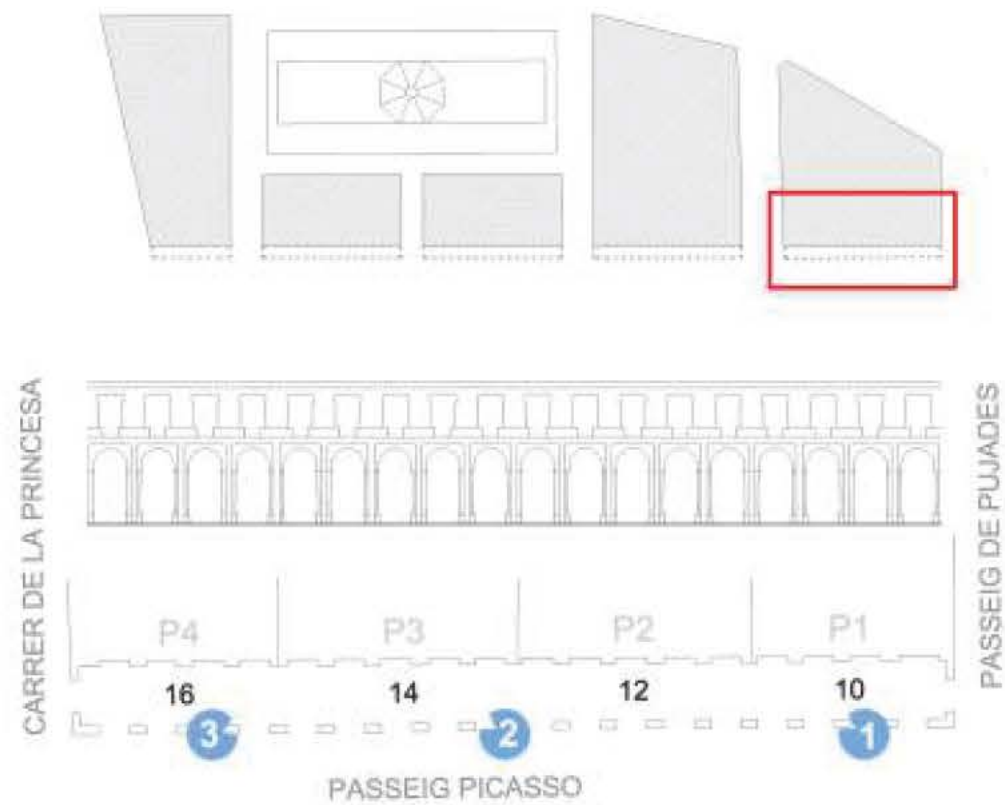 CARRER DE LA PRINCESA
PASSEIG DE PUJADES
P4 P3 P2 P1
16 14 12 10
3 2 1
PASSEIG PICASSO